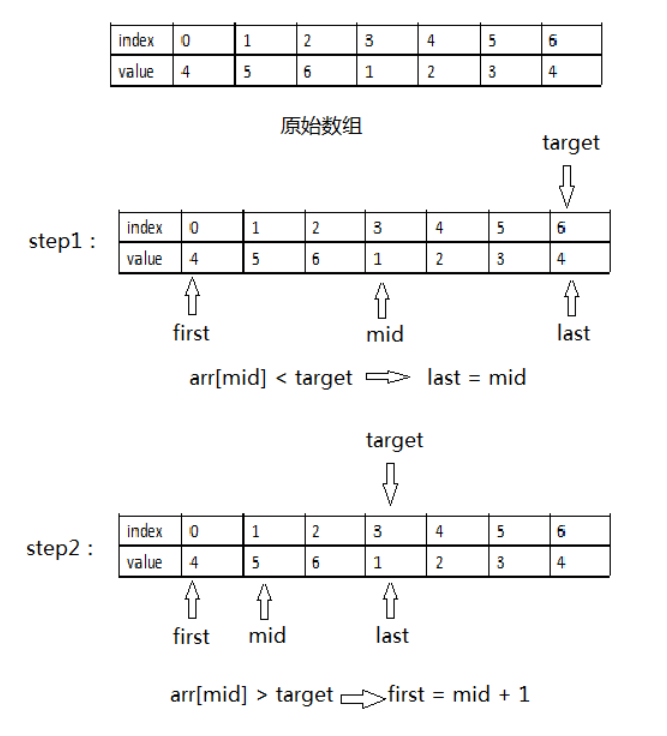 index 0 1 2 3 4 5 6
value 4 5 6 1 2 3 4
原始数组
target
step1：
index 0 1 2 3 4 5 6
value 4 5 6 1 2 3 4
first mid last
arr[mid] < target last = mid
target
step2：
index 0 1 2 3 4 5 6
value 4 5 6 1 2 3 4
first mid last
arr[mid] > target first = mid + 1